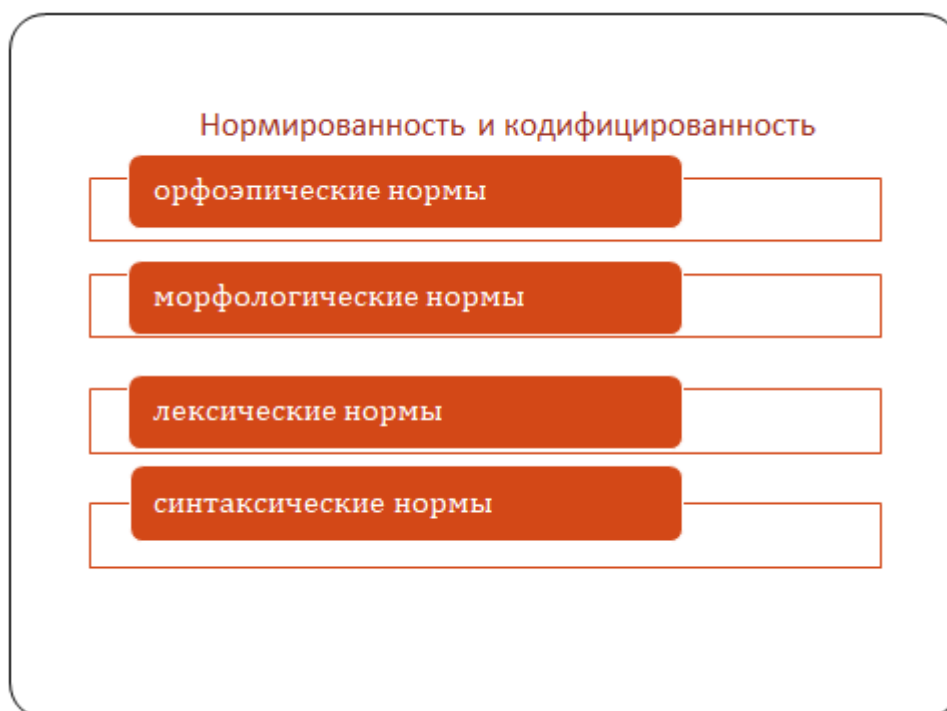 Нормированность и кодифицированность
орфоэпические нормы
морфологические нормы
лексические нормы
синтаксические нормы